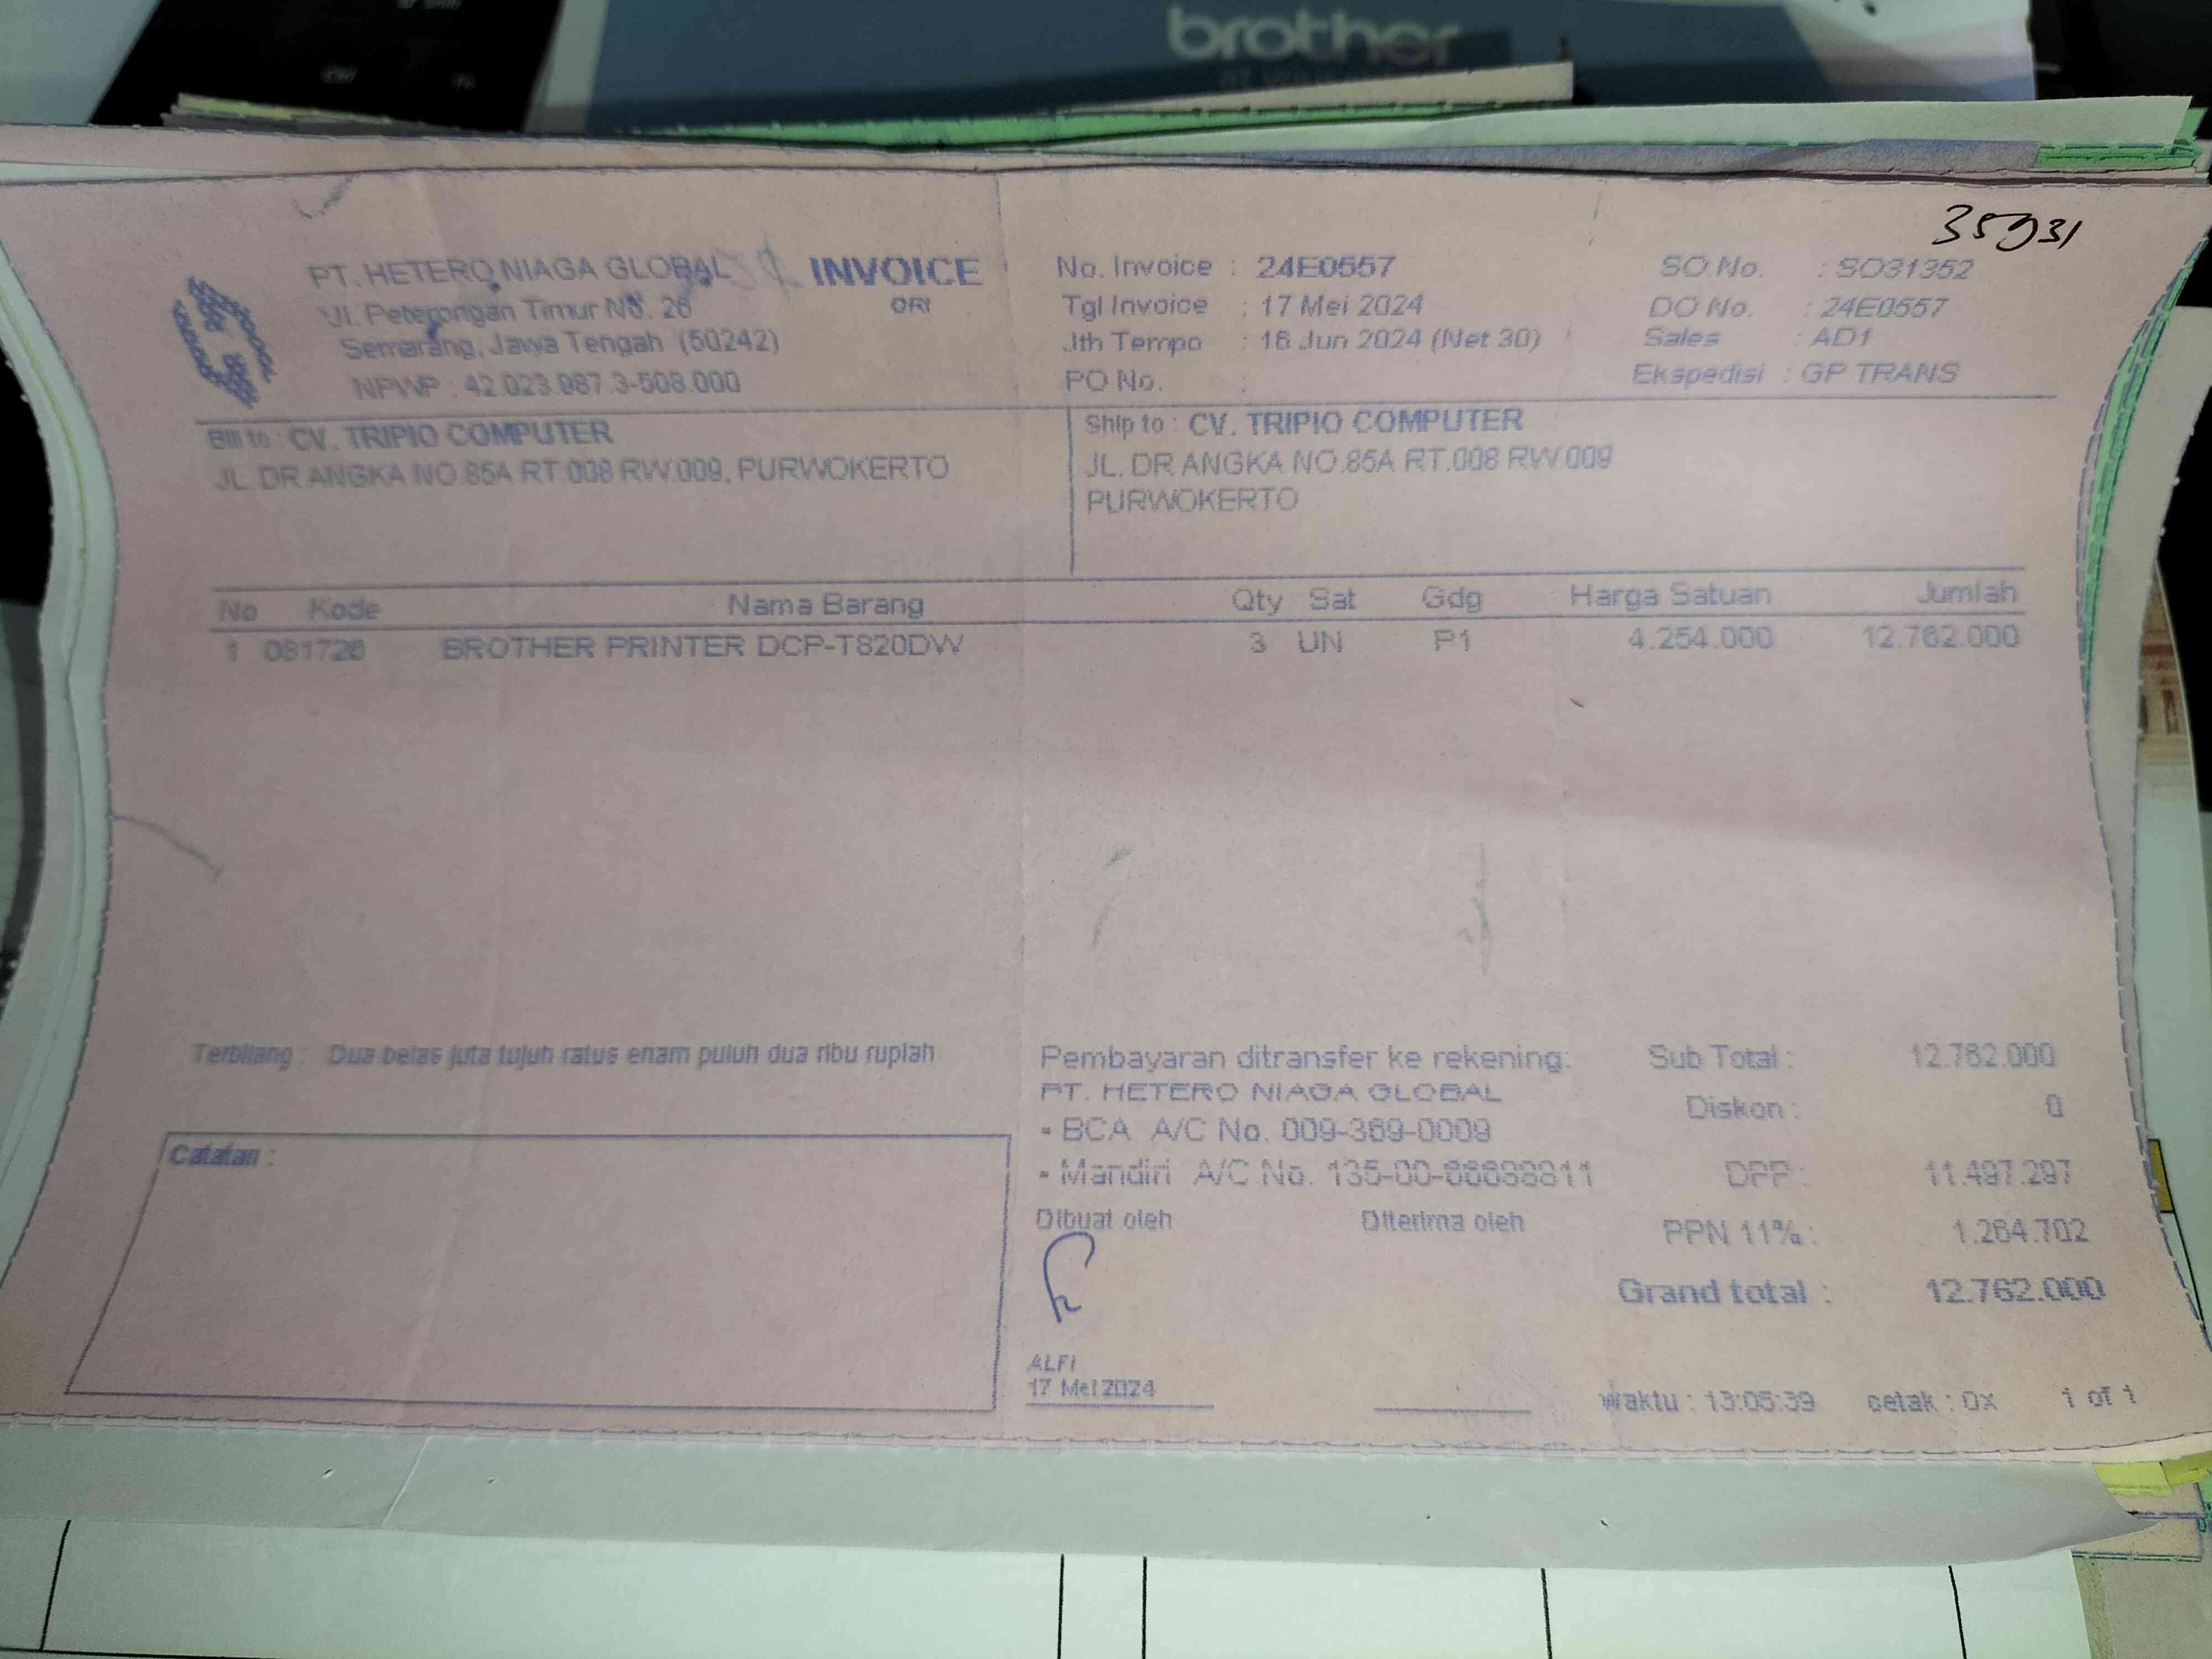 brother
35931
PT. HETERO NIAGA GLOBAL
Jl. Peterongan Timur No. 26
Semarang, Jawa Tengah (50242)
NPWP : 42.023.987.3-508.000
INVOICE
ORI
No. Invoice : 24E0557
Tgl Invoice : 17 Mei 2024
Jth Tempo : 16 Jun 2024 (Net 30)
PO No. :
SO No. : SO31352
DO No. : 24E0557
Sales : AD1
Ekspedisi : GP TRANS
Bill to : CV. TRIPIO COMPUTER
JL. DR ANGKA NO.85A RT.008 RW.009, PURWOKERTO
Ship to : CV. TRIPIO COMPUTER
JL. DR ANGKA NO.85A RT.008 RW.009
PURWOKERTO
No Kode Nama Barang Qty Sat Gdg Harga Satuan Jumlah
1 081726 BROTHER PRINTER DCP-T820DW 3 UN P1 4.254.000 12.762.000
Terbilang : Dua belas juta tujuh ratus enam puluh dua ribu rupiah
Catatan :
Pembayaran ditransfer ke rekening:
PT. HETERO NIAGA GLOBAL
- BCA A/C No. 009-369-0009
- Mandiri A/C No.
Dibuat oleh Diterima oleh
ALFI
17 Mei 2024
Sub Total : 12.762.000
Diskon : 0
DPP : 11.497.297
PPN 11% : 1.264.702
Grand total : 12.762.000
waktu : 13:05:39 cetak : 0x 1 of 1